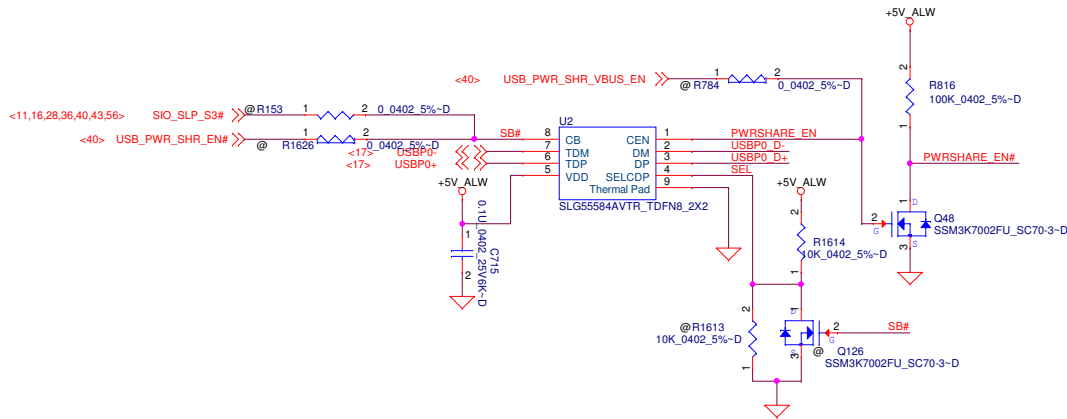 +5V_ALW
<40> USB_PWR_SHR_VBUS_EN
1 2
@ R784 0_0402_5%~D
2
R816
100K_0402_5%~D
1
<11,16,28,36,40,43,56> SIO_SLP_S3#
@ R153 1 2 0_0402_5%~D
<40> USB_PWR_SHR_EN#
@ R1626 1 2 0_0402_5%~D
<17> USBP0-
<17> USBP0+
SB#
U2
8 CB CEN 1 PWRSHARE_EN
7 TDM DM 2 USBP0_D-
6 TDP DP 3 USBP0_D+
5 VDD SELCDP 4 SEL
Thermal Pad 9
SLG55584AVTR_TDFN8_2X2
PWRSHARE_EN#
+5V_ALW
1
2
C715
0.1U_0402_25V6K~D
+5V_ALW
2
R1614
10K_0402_5%~D
1
1
D
2
G
S
3
Q48
SSM3K7002FU_SC70-3~D
2
@R1613
10K_0402_5%~D
1
1
D
2
G
S
3
SB#
@ Q126
SSM3K7002FU_SC70-3~D